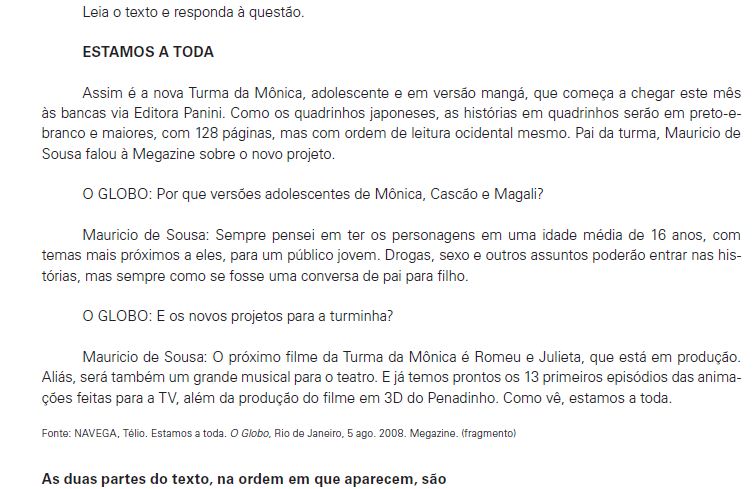 Leia o texto e responda à questão.
ESTAMOS A TODA
Assim é a nova Turma da Mônica, adolescente e em versão mangá, que começa a chegar este mês
às bancas via Editora Panini. Como os quadrinhos japoneses, as histórias em quadrinhos serão em preto-e-
branco e maiores, com 128 páginas, mas com ordem de leitura ocidental mesmo. Pai da turma, Mauricio de
Sousa falou à Megazine sobre o novo projeto.
O GLOBO: Por que versões adolescentes de Mônica, Cascão e Magali?
Mauricio de Sousa: Sempre pensei em ter os personagens em uma idade média de 16 anos, com
temas mais próximos a eles, para um público jovem. Drogas, sexo e outros assuntos poderão entrar nas his-
tórias, mas sempre como se fosse uma conversa de pai para filho.
O GLOBO: E os novos projetos para a turminha?
Mauricio de Sousa: O próximo filme da Turma da Mônica é Romeu e Julieta, que está em produção.
Aliás, será também um grande musical para o teatro. E já temos prontos os 13 primeiros episódios das anima-
ções feitas para a TV, além da produção do filme em 3D do Penadinho. Como vê, estamos a toda.
Fonte: NAVEGA, Télio. Estamos a toda. O Globo, Rio de Janeiro, 5 ago. 2008. Megazine. (fragmento)
As duas partes do texto, na ordem em que aparecem, são